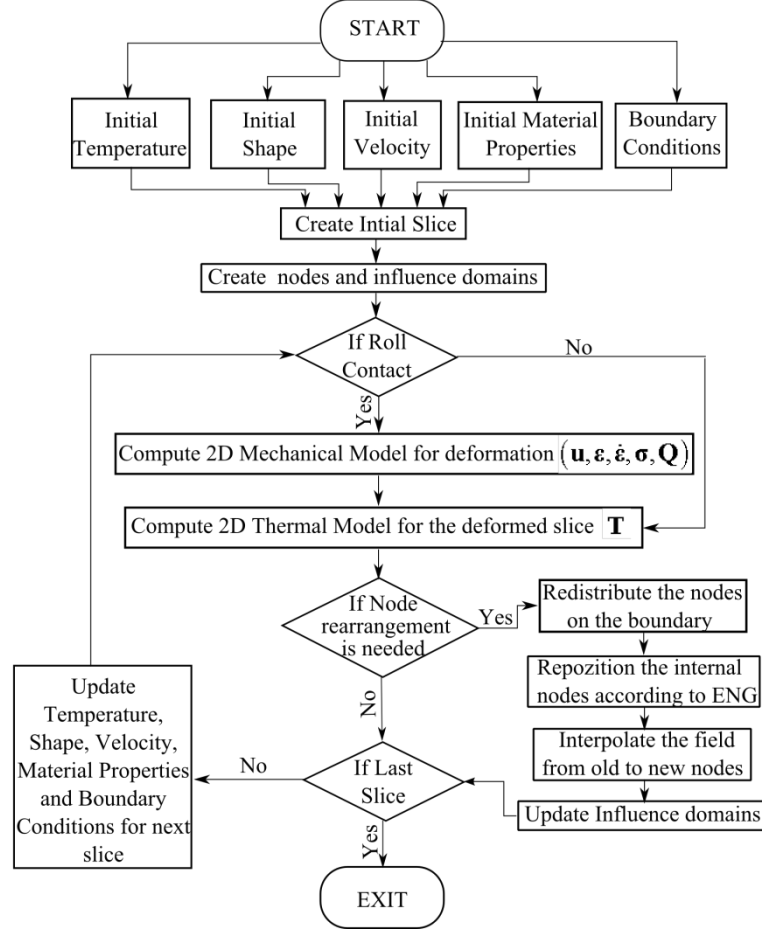 START
Initial
Temperature
Initial
Shape
Initial
Velocity
Initial Material
Properties
Boundary
Conditions
Create Intial Slice
Create nodes and influence domains
If Roll
Contact
No
Yes
Compute 2D Mechanical Model for deformation (u, ε, ε̇, σ, Q)
Compute 2D Thermal Model for the deformed slice T
If Node
rearrangement
is needed
Yes
Redistribute the nodes
on the boundary
Repozition the internal
nodes according to ENG
Interpolate the field
from old to new nodes
Update Influence domains
No
If Last
Slice
No
Update
Temperature,
Shape, Velocity,
Material Properties
and Boundary
Conditions for next
slice
Yes
EXIT